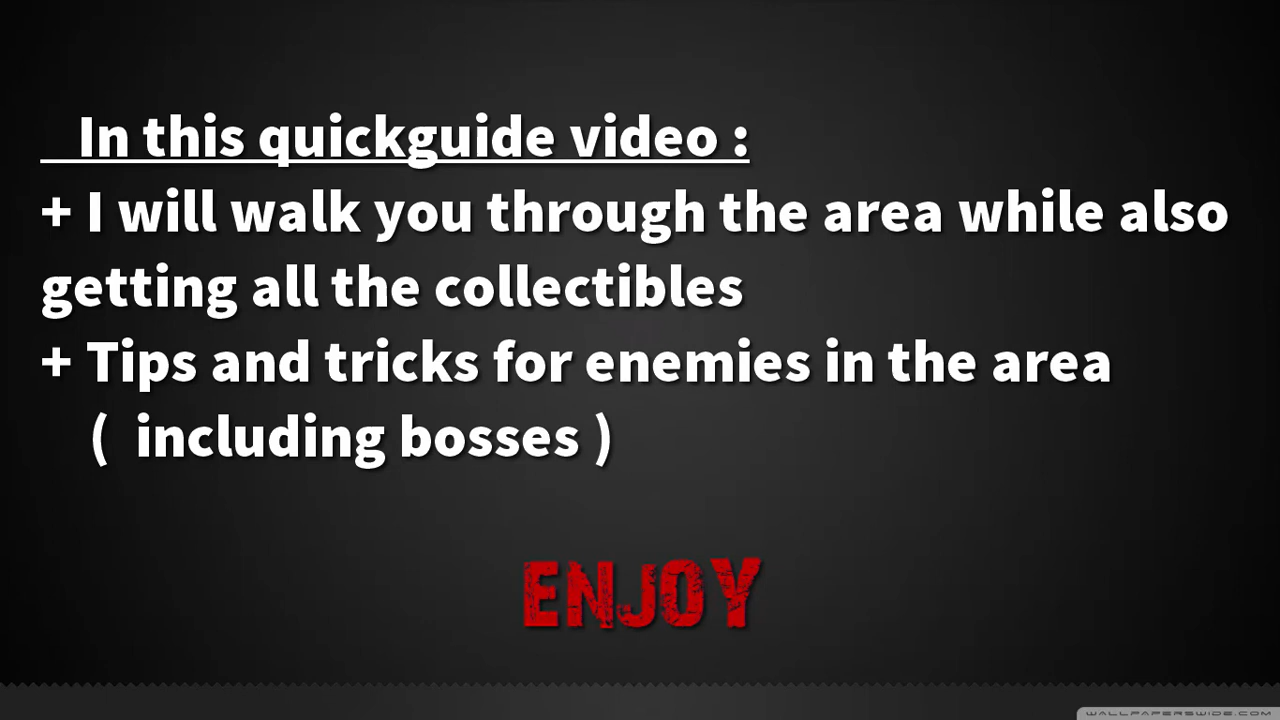 In this quickguide video :
+ I will walk you through the area while also
getting all the collectibles
+ Tips and tricks for enemies in the area
( including bosses )
ENJOY
WALLPAPERSWIDE.COM